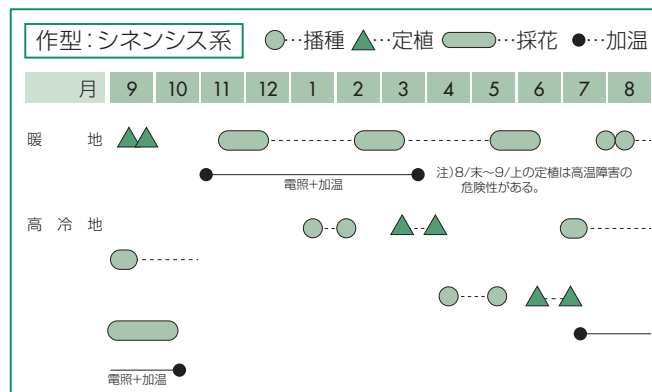 作型：シネンシス系 …播種 …定植 …採花 …加温
月 9 10 11 12 1 2 3 4 5 6 7 8
暖地
電照+加温
注）8/末～9/上の定植は高温障害の
危険性がある。
高冷地
電照+加温